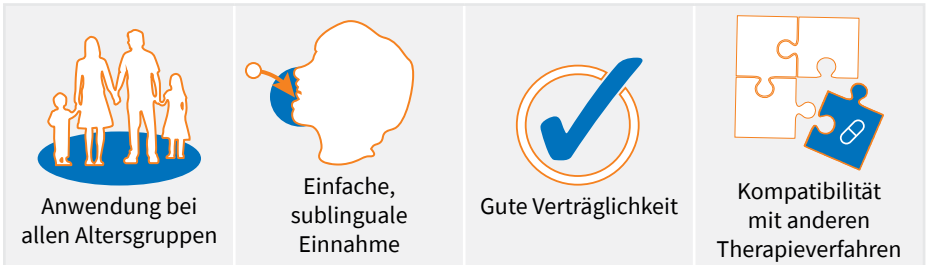 Anwendung bei
allen Altersgruppen
Einfache,
sublinguale
Einnahme
Gute Verträglichkeit
Kompatibilität
mit anderen
Therapieverfahren